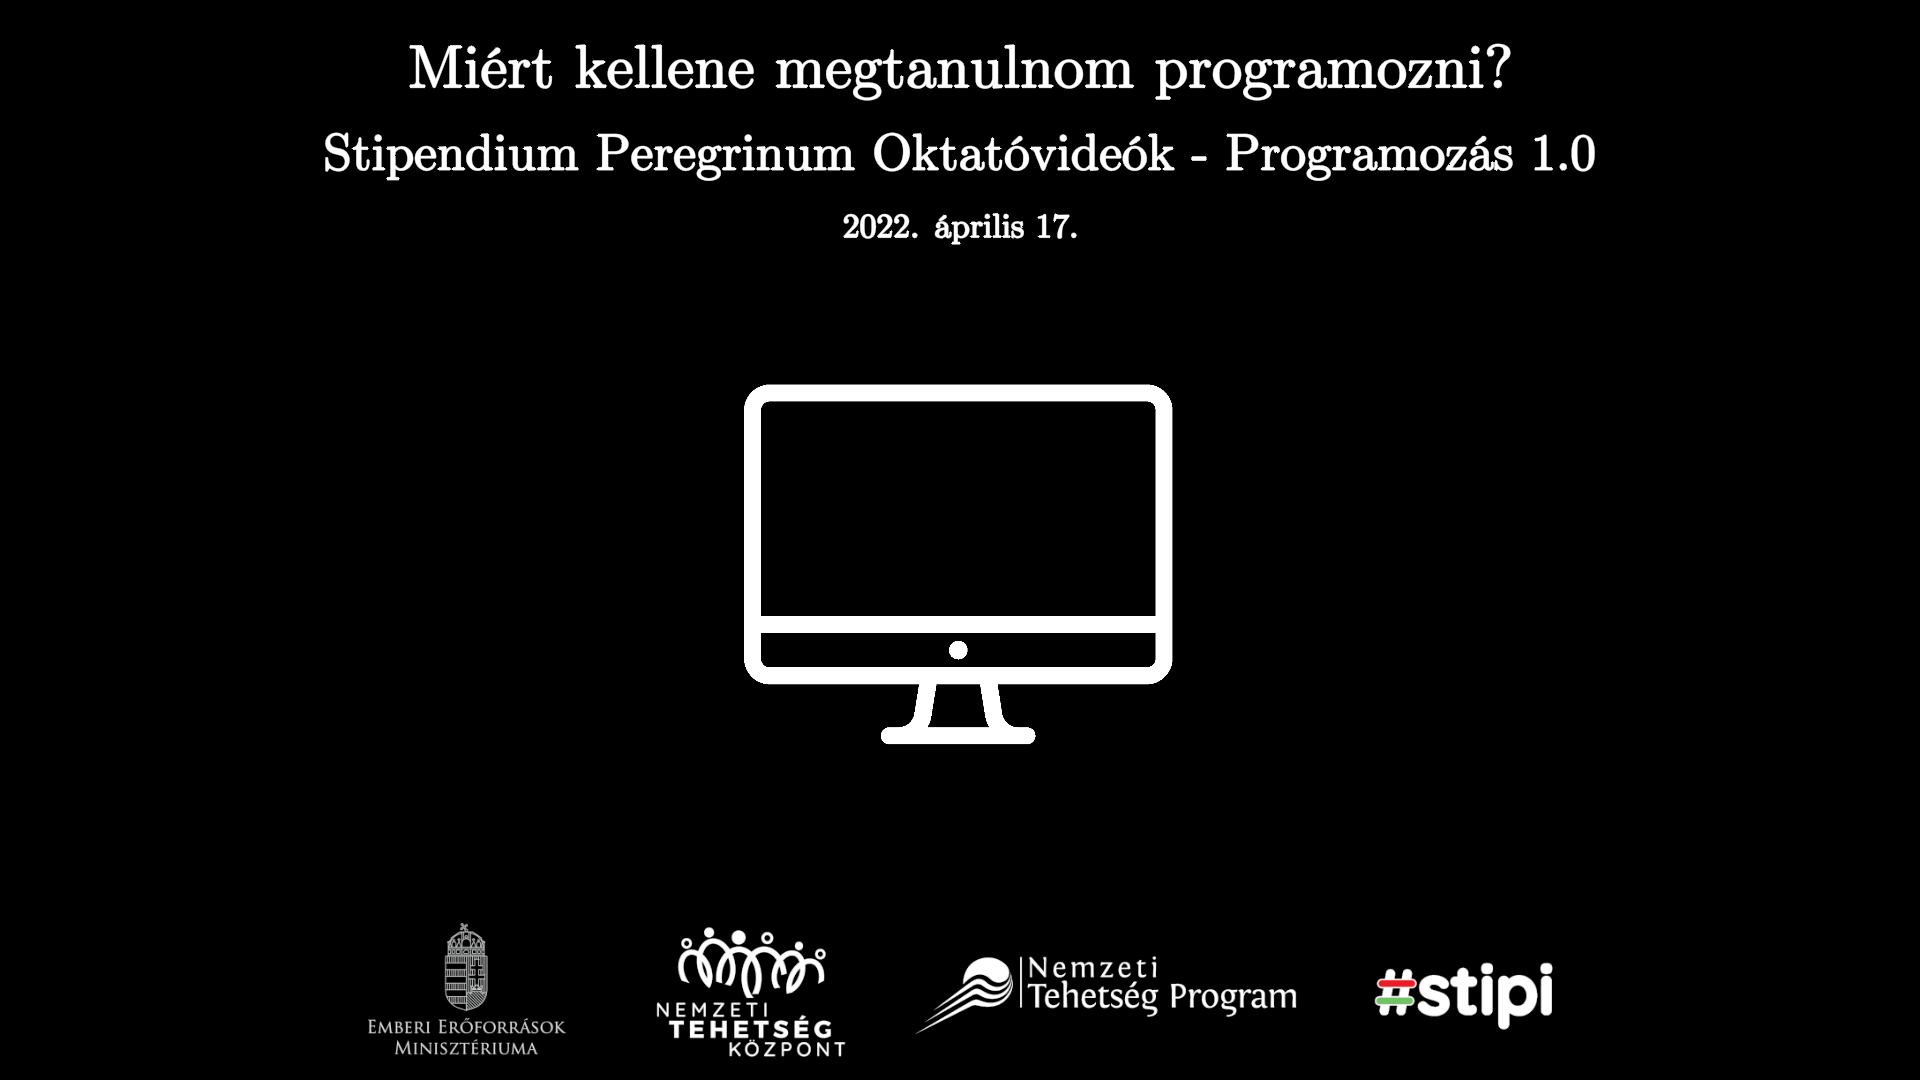 Miért kellene megtanulnom programozni?
Stipendium Peregrinum Oktatóvideók - Programozás 1.0
2022. április 17.
EMBERI ERŐFORRÁSOK
MINISZTÉRIUMA
NEMZETI
TEHETSÉG
KÖZPONT
Nemzeti
Tehetség Program
#stipi